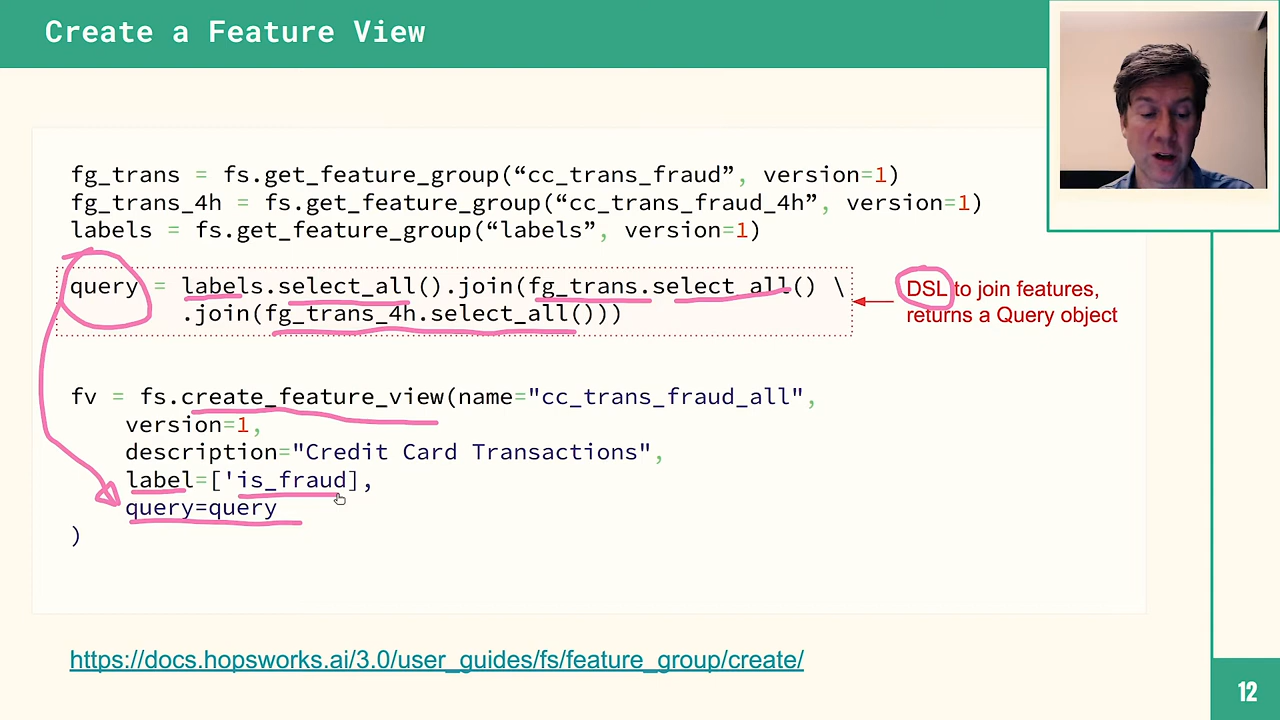 Create a Feature View
fg_trans = fs.get_feature_group(“cc_trans_fraud”, version=1)
fg_trans_4h = fs.get_feature_group(“cc_trans_fraud_4h”, version=1)
labels = fs.get_feature_group(“labels”, version=1)
query = labels.select_all().join(fg_trans.select_all() \
.join(fg_trans_4h.select_all()))
DSL to join features,
returns a Query object
fv = fs.create_feature_view(name="cc_trans_fraud_all",
version=1,
description="Credit Card Transactions",
label=['is_fraud],
query=query
)
https://docs.hopsworks.ai/3.0/user_guides/fs/feature_group/create/
12